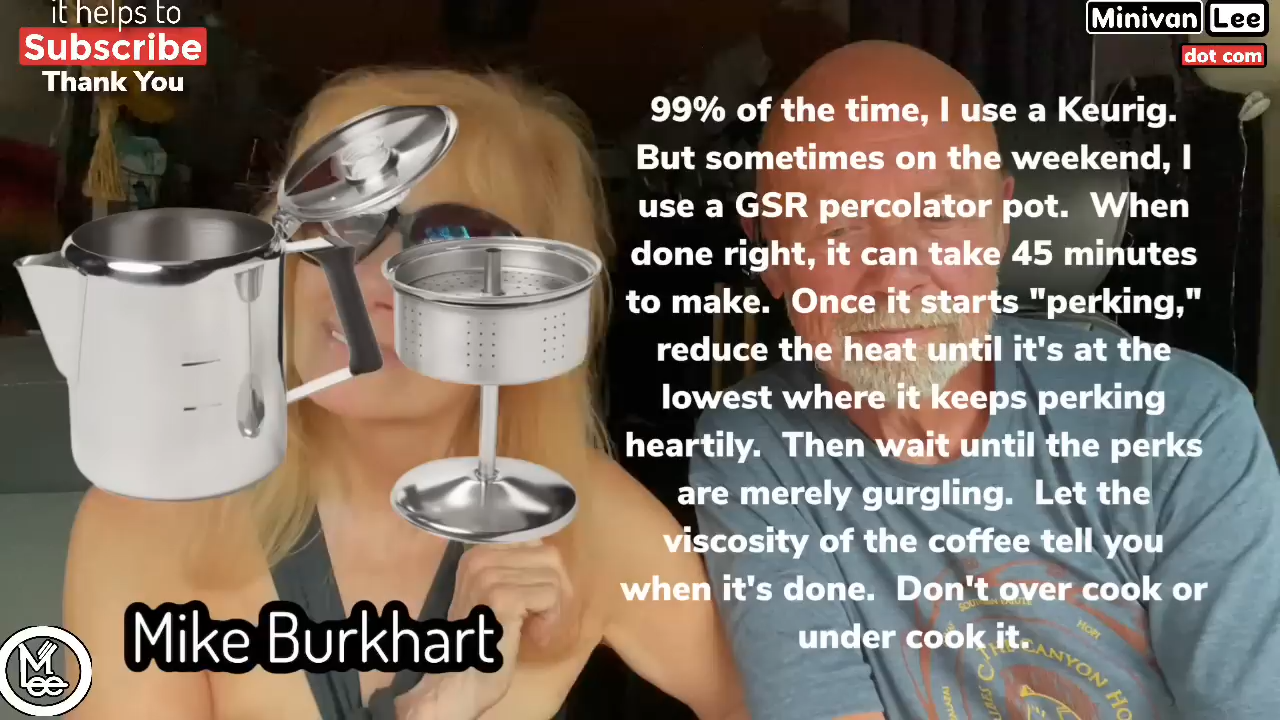 it helps to
Subscribe
Thank You
Minivan Lee
dot com
99% of the time, I use a Keurig.
But sometimes on the weekend, I
use a GSR percolator pot. When
done right, it can take 45 minutes
to make. Once it starts "perking,"
reduce the heat until it's at the
lowest where it keeps perking
heartily. Then wait until the perks
are merely gurgling. Let the
viscosity of the coffee tell you
when it's done. Don't over cook or
under cook it.
Mike Burkhart
M
Lee
HOPI
CANYON